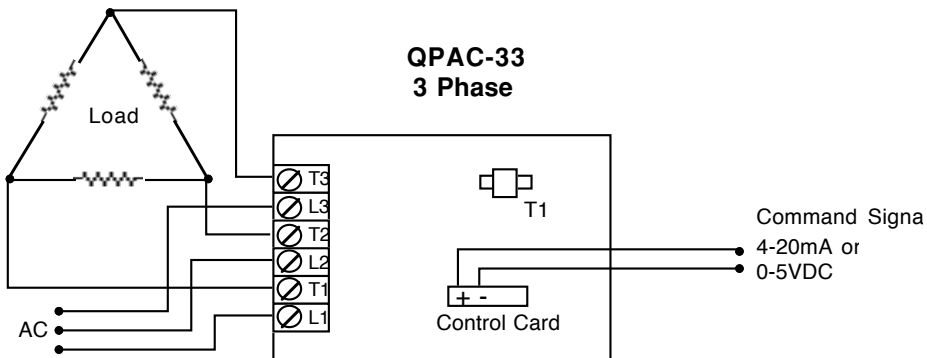 QPAC-33
3 Phase
Load
T3
L3
T2
L2
T1
L1
AC
T1
+ -
Control Card
Command Signa
4-20mA or
0-5VDC